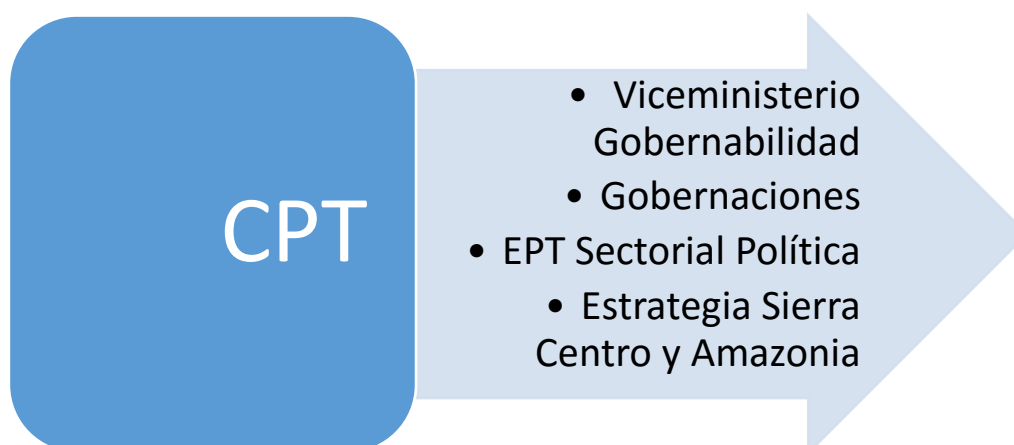 CPT
• Viceministerio
Gobernabilidad
• Gobernaciones
• EPT Sectorial Política
• Estrategia Sierra
Centro y Amazonia